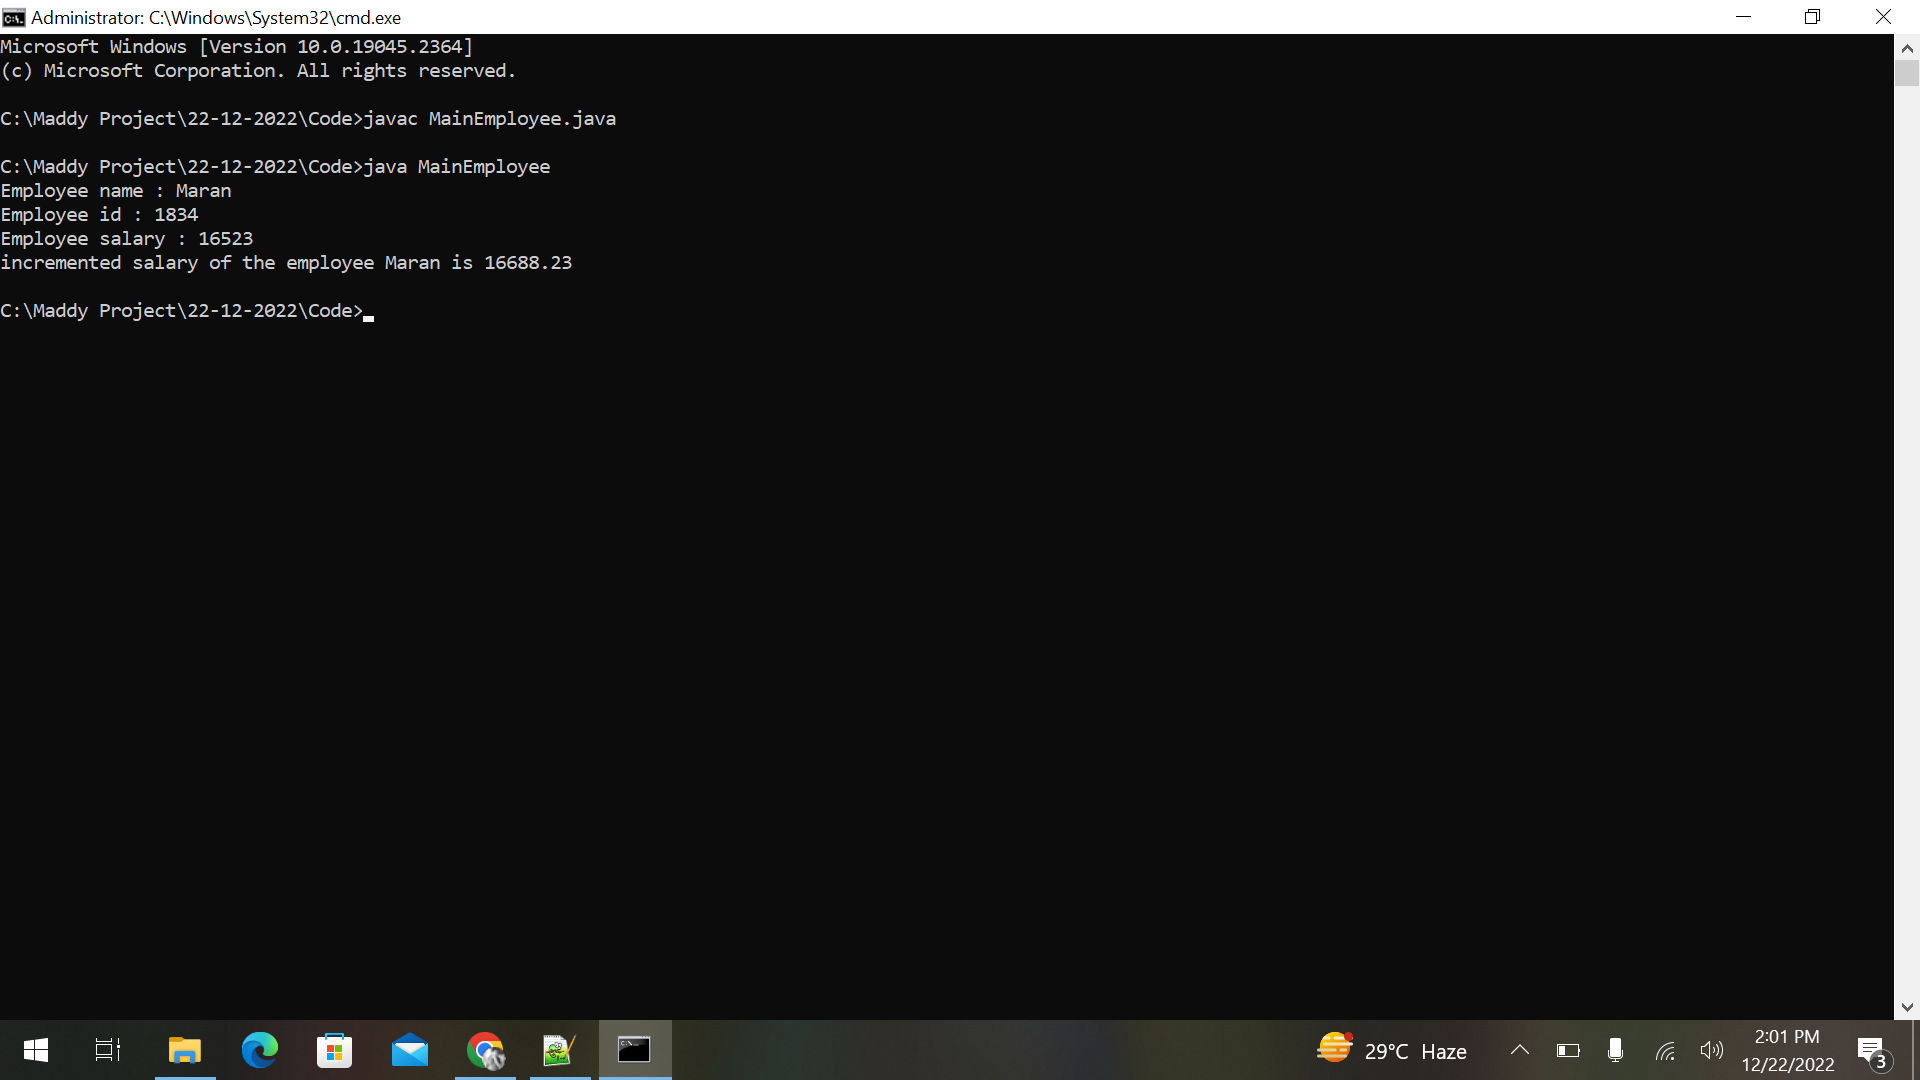 Administrator: C:\Windows\System32\cmd.exe
Microsoft Windows [Version 10.0.19045.2364]
(c) Microsoft Corporation. All rights reserved.
C:\Maddy Project\22-12-2022\Code>javac MainEmployee.java
C:\Maddy Project\22-12-2022\Code>java MainEmployee
Employee name : Maran
Employee id : 1834
Employee salary : 16523
incremented salary of the employee Maran is 16688.23
C:\Maddy Project\22-12-2022\Code>
29°C Haze
2:01 PM
12/22/2022
3